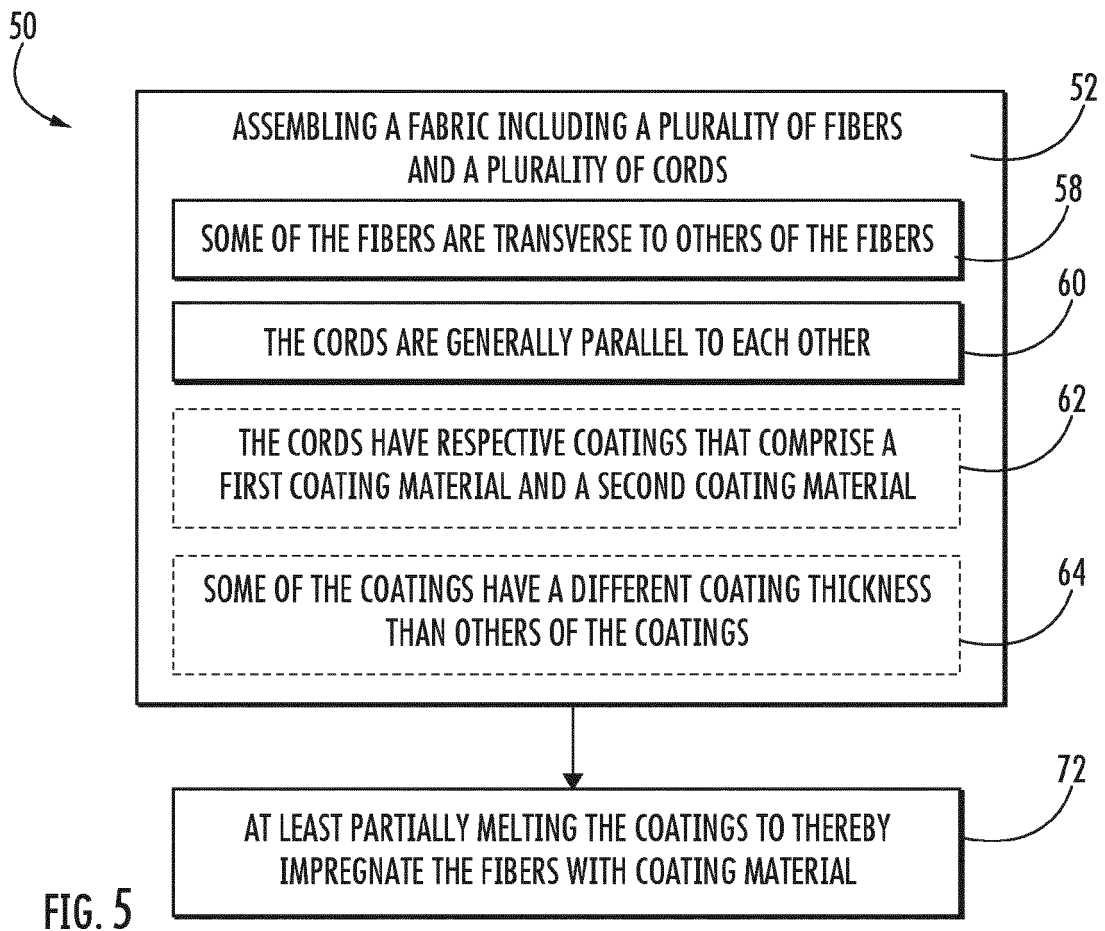 50
52
ASSEMBLING A FABRIC INCLUDING A PLURALITY OF FIBERS
AND A PLURALITY OF CORDS
58
SOME OF THE FIBERS ARE TRANSVERSE TO OTHERS OF THE FIBERS
60
THE CORDS ARE GENERALLY PARALLEL TO EACH OTHER
62
THE CORDS HAVE RESPECTIVE COATINGS THAT COMPRISE A
FIRST COATING MATERIAL AND A SECOND COATING MATERIAL
64
SOME OF THE COATINGS HAVE A DIFFERENT COATING THICKNESS
THAN OTHERS OF THE COATINGS
72
AT LEAST PARTIALLY MELTING THE COATINGS TO THEREBY
IMPREGNATE THE FIBERS WITH COATING MATERIAL
FIG. 5